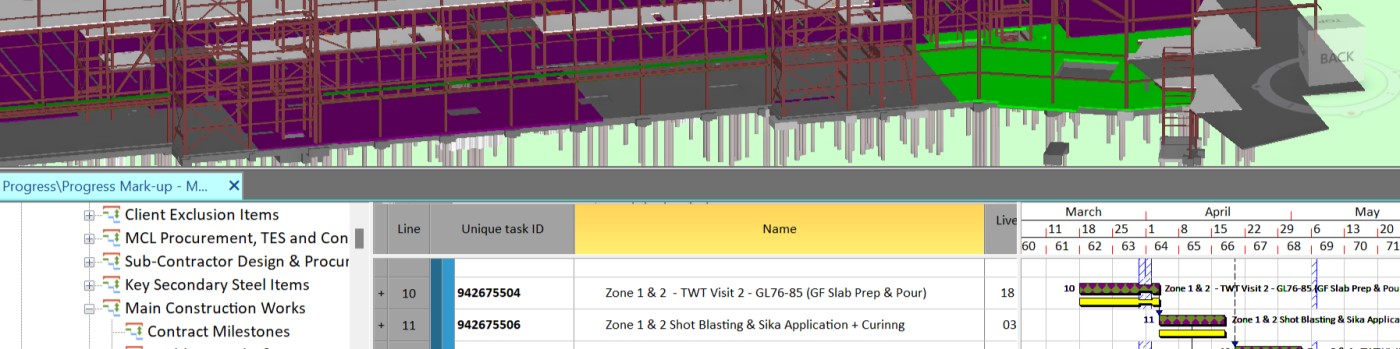 BACK
Progress\Progress Mark-up - M...
Client Exclusion Items
MCL Procurement, TES and Con
Sub-Contractor Design & Procur
Key Secondary Steel Items
Main Construction Works
Contract Milestones
Line Unique task ID Name Live
10 942675504 Zone 1 & 2 - TWT Visit 2 - GL76-85 (GF Slab Prep & Pour) 18
11 942675506 Zone 1 & 2 Shot Blasting & Sika Application + Curinng 03
March April May
11 18 25 1 8 15 22 29 6 13 20
60 61 62 63 64 65 66 67 68 69 70 71
10 Zone 1 & 2 - TWT Visit 2 - GL76-85 (GF Slab Prep & Pou
11 Zone 1 & 2 Shot Blasting & Sika Applica